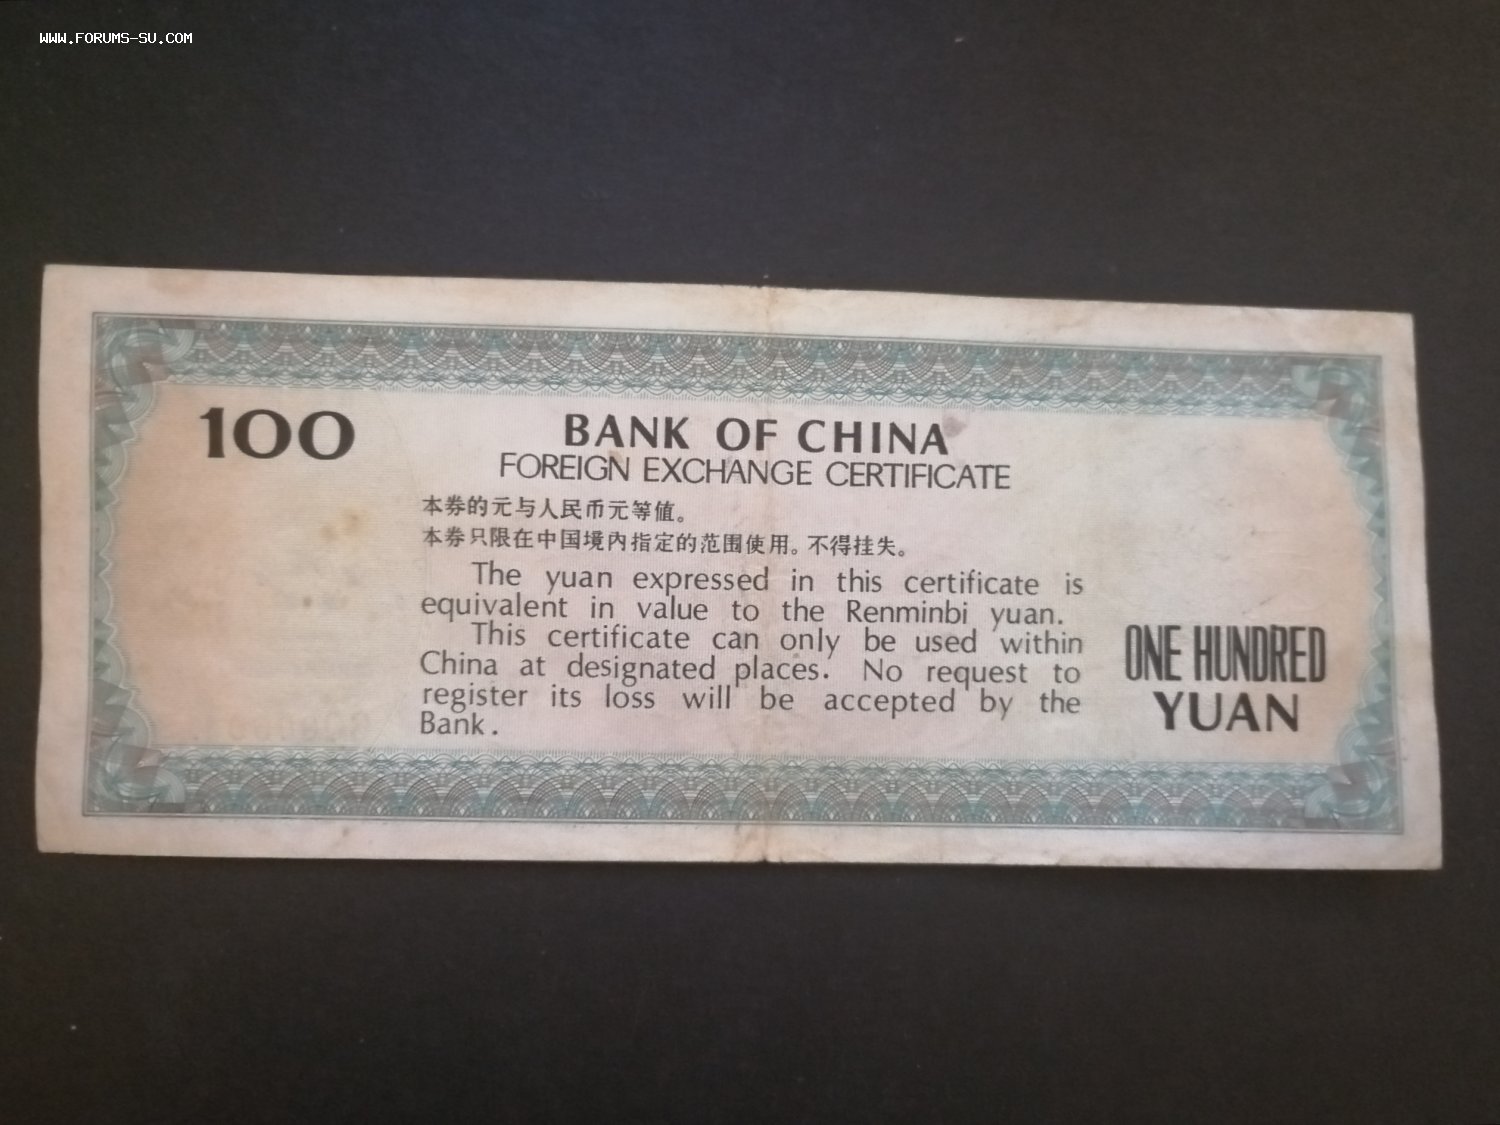 WWW.FORUMS-SU.COM
100
BANK OF CHINA
FOREIGN EXCHANGE CERTIFICATE
本券的元与人民币元等值。
本券只限在中国境内指定的范围使用。不得挂失。
The yuan expressed in this certificate is
equivalent in value to the Renminbi yuan.
This certificate can only be used within
China at designated places. No request to
register its loss will be accepted by the
Bank.
ONE HUNDRED
YUAN